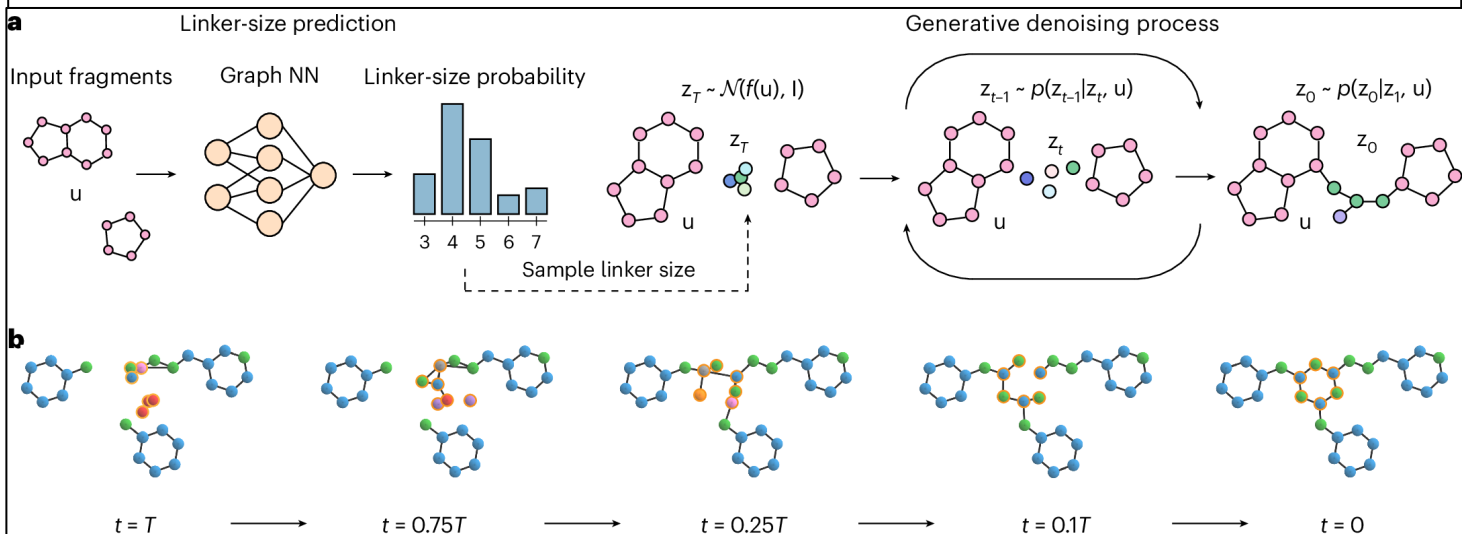 a
Linker-size prediction
Generative denoising process
Input fragments
Graph NN
Linker-size probability
u
3 4 5 6 7
Sample linker size
z_T ~ 𝒩(f(u), I)
z_T
u
z_{t−1} ~ p(z_{t−1}|z_t, u)
z_t
u
z_0 ~ p(z_0|z_1, u)
z_0
u
b
t = T
t = 0.75T
t = 0.25T
t = 0.1T
t = 0